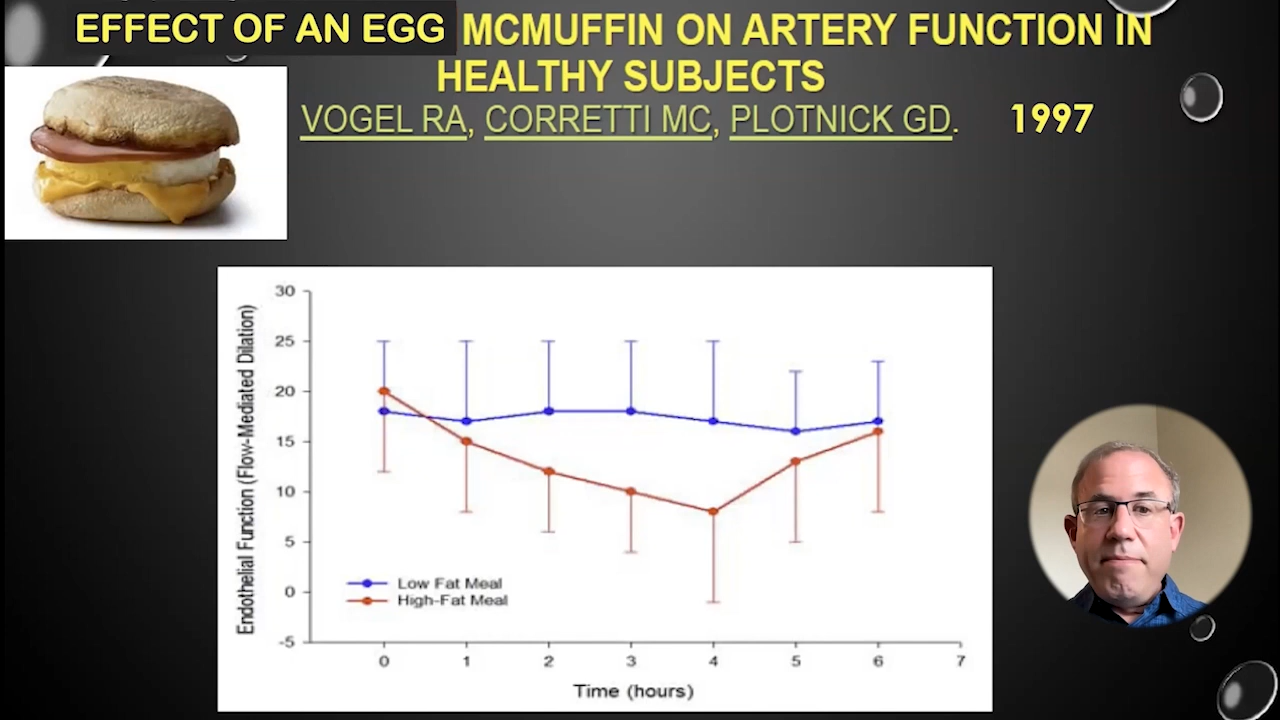 EFFECT OF AN EGG MCMUFFIN ON ARTERY FUNCTION IN
HEALTHY SUBJECTS
VOGEL RA, CORRETTI MC, PLOTNICK GD. 1997
Endothelial Function (Flow-Mediated Dilation)
30
25
20
15
10
5
0
-5
Low Fat Meal
High-Fat Meal
0 1 2 3 4 5 6 7
Time (hours)